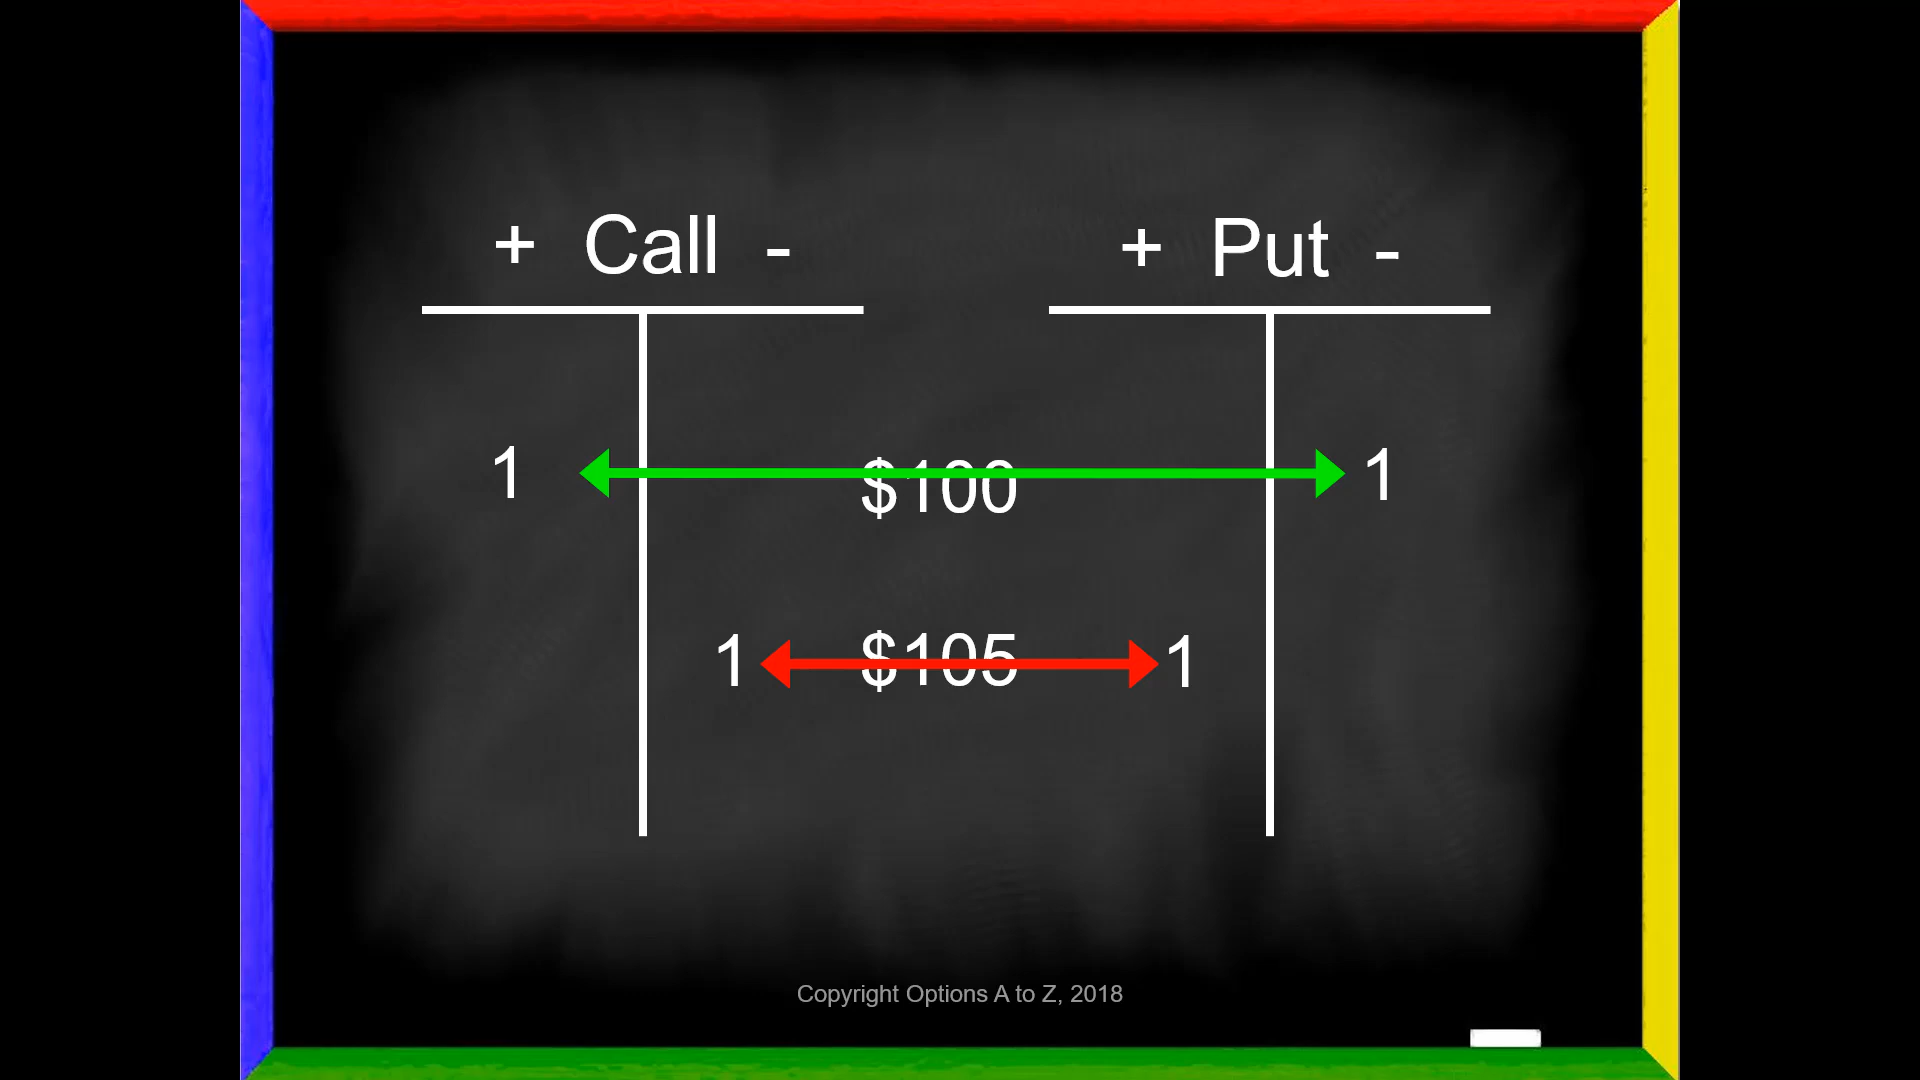 + Call -
+ Put -
1 $100 1
1 $105 1
Copyright Options A to Z, 2018